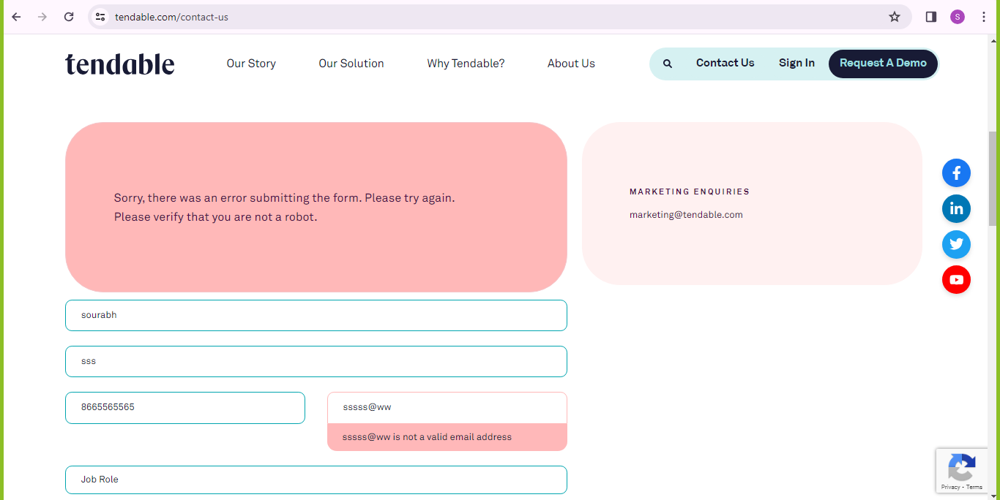 tendable.com/contact-us
S
tendable
Our Story
Our Solution
Why Tendable?
About Us
Contact Us
Sign In
Request A Demo
Sorry, there was an error submitting the form. Please try again.
Please verify that you are not a robot.
MARKETING ENQUIRIES
marketing@tendable.com
f
in
sourabh
sss
8665565565
sssss@ww
sssss@ww is not a valid email address
Job Role
Privacy - Terms